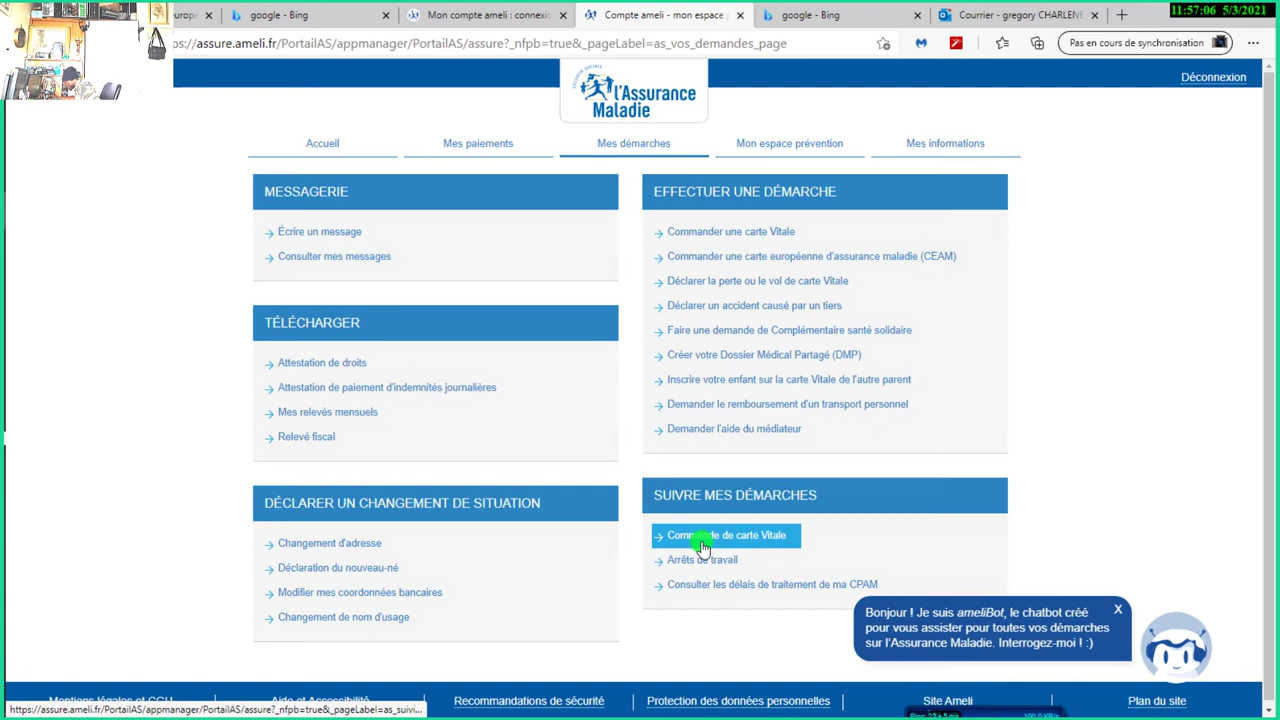 google - Bing
Mon compte ameli : connexio
Compte ameli - mon espace
google - Bing
Courrier - gregory CHARLENE
11:57:06 5/3/2021
ps://assure.ameli.fr/PortailAS/appmanager/PortailAS/assure?_nfpb=true&_pageLabel=as_vos_demandes_page
Pas en cours de synchronisation
Déconnexion
SÉCURITÉ SOCIALE
l'Assurance
Maladie
Accueil
Mes paiements
Mes démarches
Mon espace prévention
Mes informations
MESSAGERIE
Écrire un message
Consulter mes messages
TÉLÉCHARGER
Attestation de droits
Attestation de paiement d'indemnités journalières
Mes relevés mensuels
Relevé fiscal
DÉCLARER UN CHANGEMENT DE SITUATION
Changement d'adresse
Déclaration du nouveau-né
Modifier mes coordonnées bancaires
Changement de nom d'usage
EFFECTUER UNE DÉMARCHE
Commander une carte Vitale
Commander une carte européenne d'assurance maladie (CEAM)
Déclarer la perte ou le vol de carte Vitale
Déclarer un accident causé par un tiers
Faire une demande de Complémentaire santé solidaire
Créer votre Dossier Médical Partagé (DMP)
Inscrire votre enfant sur la carte Vitale de l'autre parent
Demander le remboursement d'un transport personnel
Demander l'aide du médiateur
SUIVRE MES DÉMARCHES
Commande de carte Vitale
Arrêts de travail
Consulter les délais de traitement de ma CPAM
Bonjour ! Je suis ameliBot, le chatbot créé
pour vous assister pour toutes vos démarches
sur l'Assurance Maladie. Interrogez-moi ! :)
X
Mentions légales et CGU
Aide et Accessibilité
Recommandations de sécurité
Protection des données personnelles
Site Ameli
Plan du site
https://assure.ameli.fr/PortailAS/appmanager/PortailAS/assure?_nfpb=true&_pageLabel=as_suivi...